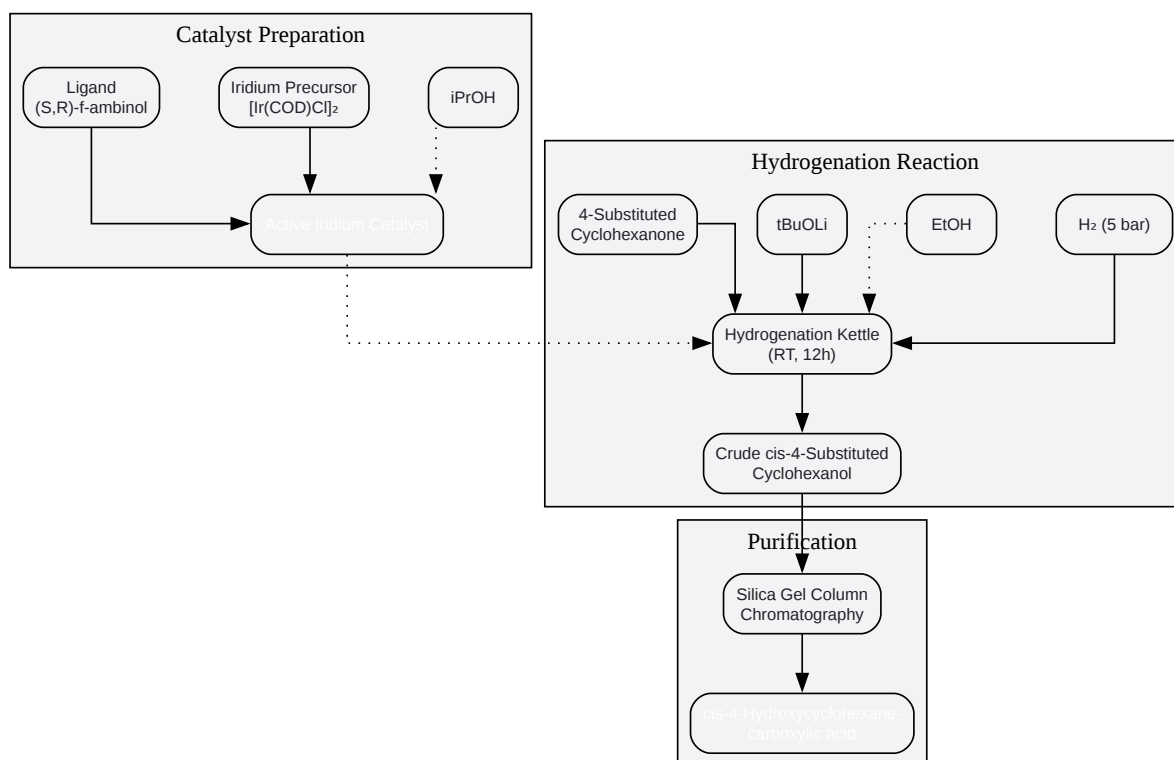 Catalyst Preparation
Ligand
(S,R)-f-ambinol
Iridium Precursor
[Ir(COD)Cl]₂
iPrOH
Active Iridium Catalyst
Hydrogenation Reaction
4-Substituted
Cyclohexanone
tBuOLi
EtOH
H₂ (5 bar)
Hydrogenation Kettle
(RT, 12h)
Crude cis-4-Substituted
Cyclohexanol
Purification
Silica Gel Column
Chromatography
cis-4-Hydroxycyclohexane-
carboxylic acid